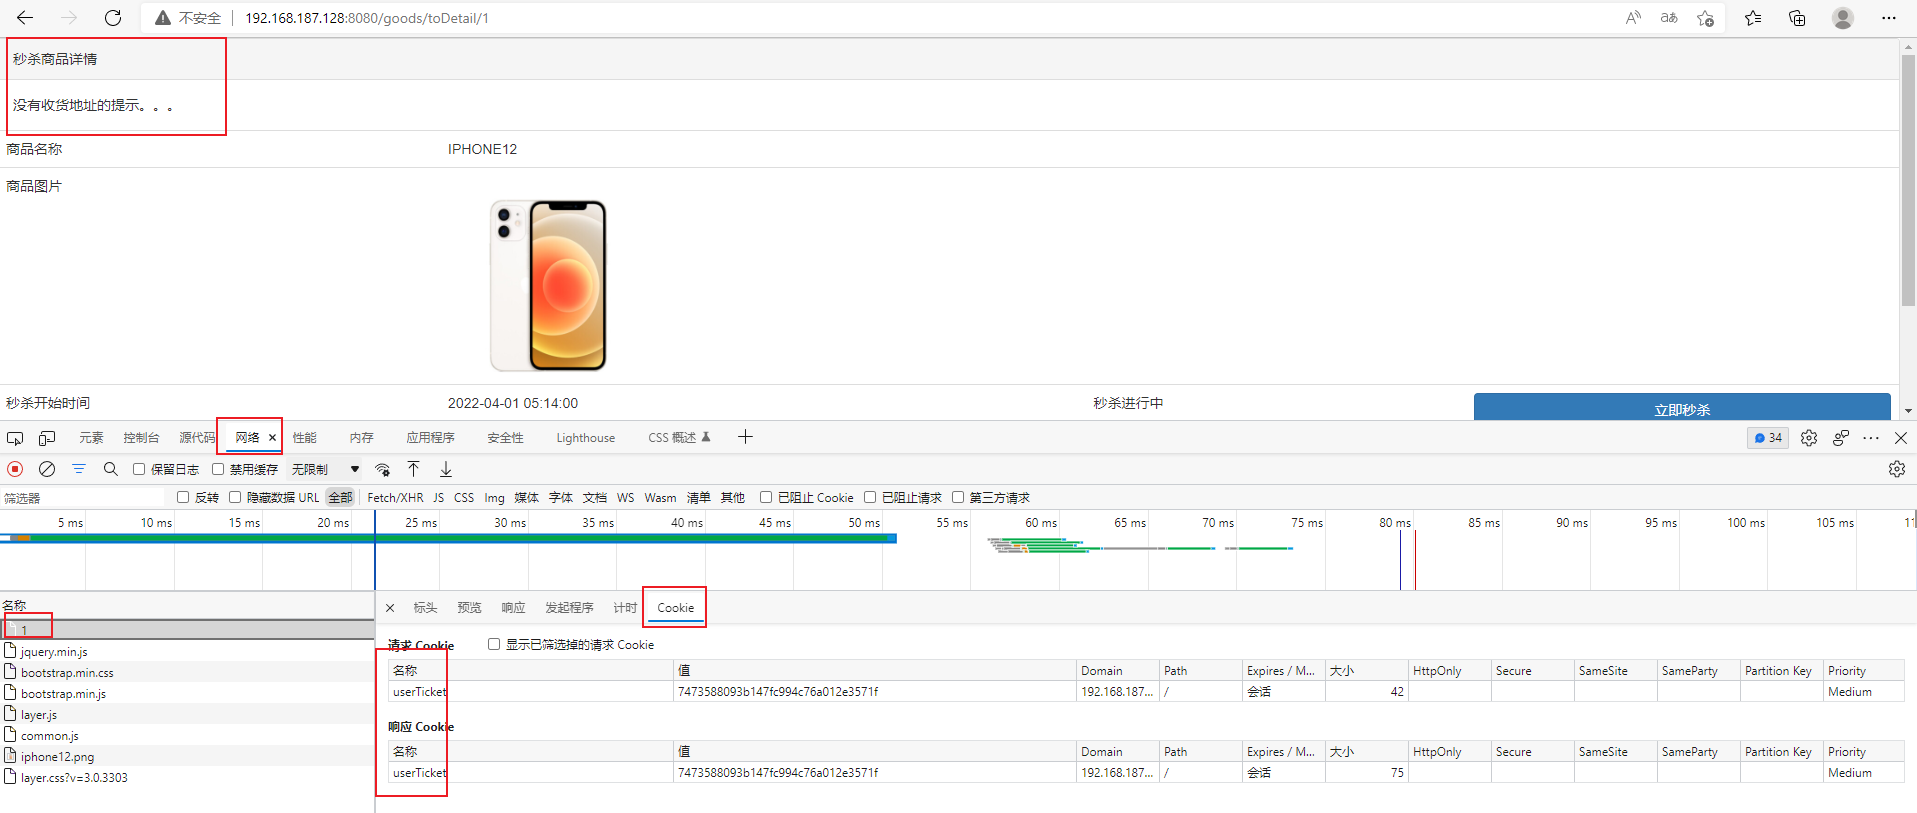 不安全 192.168.187.128:8080/goods/toDetail/1
秒杀商品详情
没有收货地址的提示。。。
商品名称 IPHONE12
商品图片
秒杀开始时间 2022-04-01 05:14:00 秒杀进行中 立即秒杀
元素 控制台 源代码 网络 性能 内存 应用程序 安全性 Lighthouse CSS 概述 34
保留日志 禁用缓存 无限制
筛选器 反转 隐藏数据 URL 全部 Fetch/XHR JS CSS Img 媒体 字体 文档 WS Wasm 清单 其他 已阻止 Cookie 已阻止请求 第三方请求
5 ms 10 ms 15 ms 20 ms 25 ms 30 ms 35 ms 40 ms 45 ms 50 ms 55 ms 60 ms 65 ms 70 ms 75 ms 80 ms 85 ms 90 ms 95 ms 100 ms 105 ms 11
名称
1
jquery.min.js
bootstrap.min.css
bootstrap.min.js
layer.js
common.js
iphone12.png
layer.css?v=3.0.3303
标头 预览 响应 发起程序 计时 Cookie
请求 Cookie 显示已筛选掉的请求 Cookie
名称 值 Domain Path Expires / M... 大小 HttpOnly Secure SameSite SameParty Partition Key Priority
userTicket 7473588093b147fc994c76a012e3571f 192.168.187... / 会话 42 Medium
响应 Cookie
名称 值 Domain Path Expires / M... 大小 HttpOnly Secure SameSite SameParty Partition Key Priority
userTicket 7473588093b147fc994c76a012e3571f 192.168.187... / 会话 75 Medium